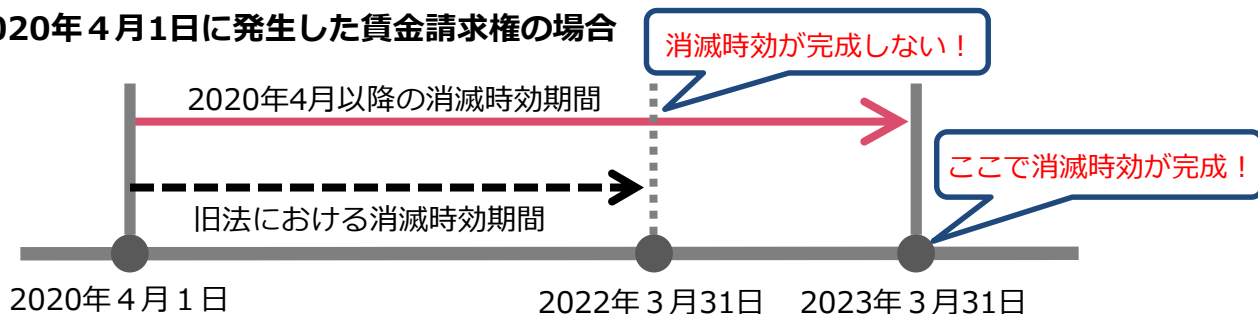 020年４月1日に発生した賃金請求権の場合
消滅時効が完成しない！
2020年4月以降の消滅時効期間
ここで消滅時効が完成！
旧法における消滅時効期間
2020年４月１日
2022年３月31日
2023年３月31日